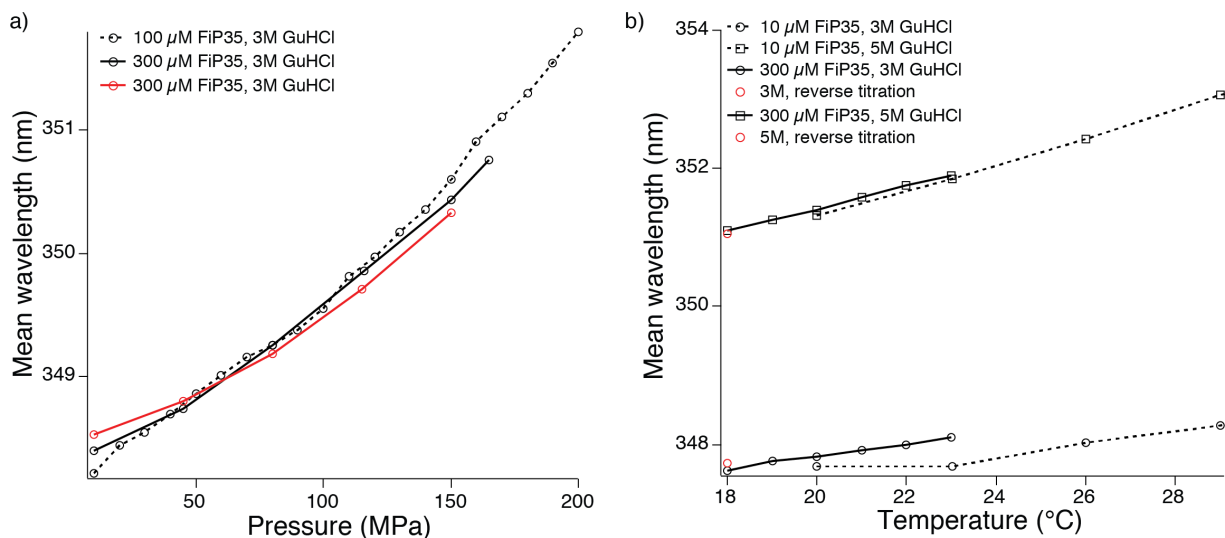 a)
100 µM FiP35, 3M GuHCl
300 µM FiP35, 3M GuHCl
300 µM FiP35, 3M GuHCl
351
350
349
Mean wavelength (nm)
50
100
150
200
Pressure (MPa)
b)
10 µM FiP35, 3M GuHCl
10 µM FiP35, 5M GuHCl
300 µM FiP35, 3M GuHCl
3M, reverse titration
300 µM FiP35, 5M GuHCl
5M, reverse titration
354
352
350
348
Mean wavelength (nm)
18
20
22
24
26
28
Temperature (°C)